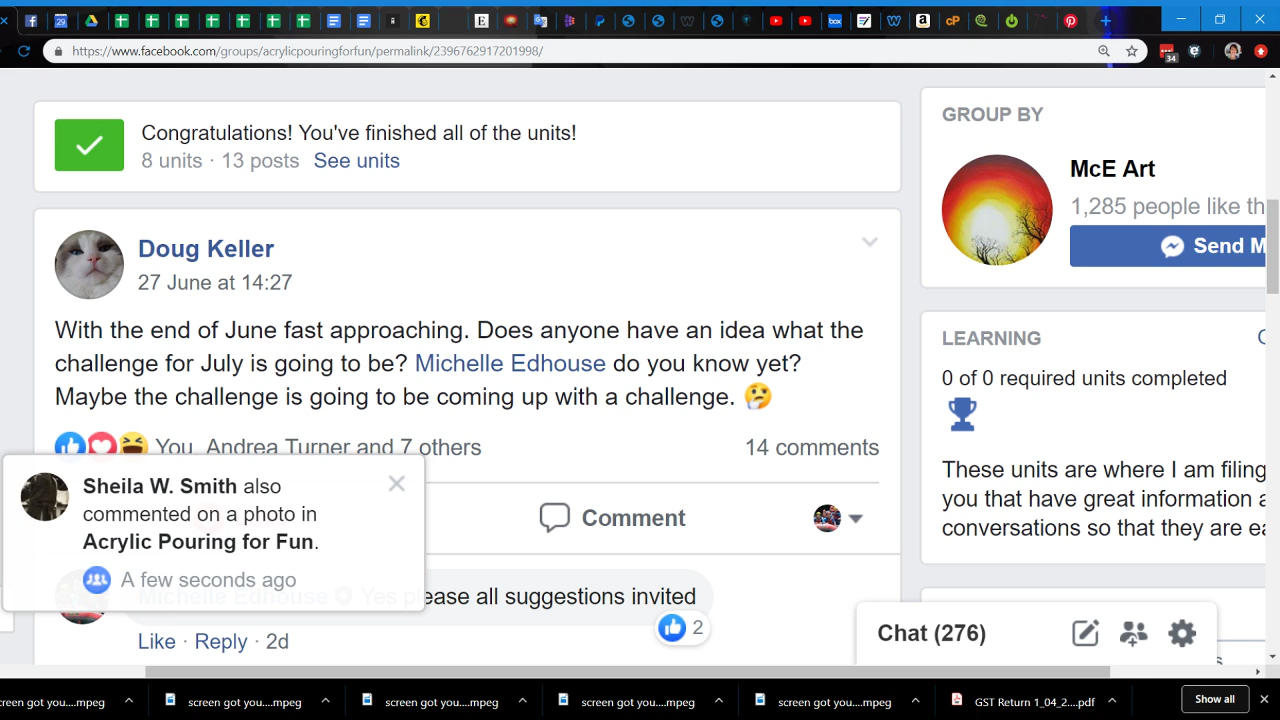 https://www.facebook.com/groups/acrylicpouringforfun/permalink/2396762917201998/
34
Congratulations! You've finished all of the units!
8 units · 13 posts See units
Doug Keller
27 June at 14:27
With the end of June fast approaching. Does anyone have an idea what the
challenge for July is going to be? Michelle Edhouse do you know yet?
Maybe the challenge is going to be coming up with a challenge.
You, Andrea Turner and 7 others
14 comments
Comment
Sheila W. Smith also
commented on a photo in
Acrylic Pouring for Fun.
A few seconds ago
Michelle Edhouse Yes please all suggestions invited
2
Like · Reply · 2d
GROUP BY
McE Art
1,285 people like th
Send M
LEARNING
0 of 0 required units completed
These units are where I am filing
you that have great information a
conversations so that they are ea
Chat (276)
creen got you....mpeg
screen got you....mpeg
screen got you....mpeg
screen got you....mpeg
screen got you....mpeg
GST Return 1_04_2....pdf
Show all